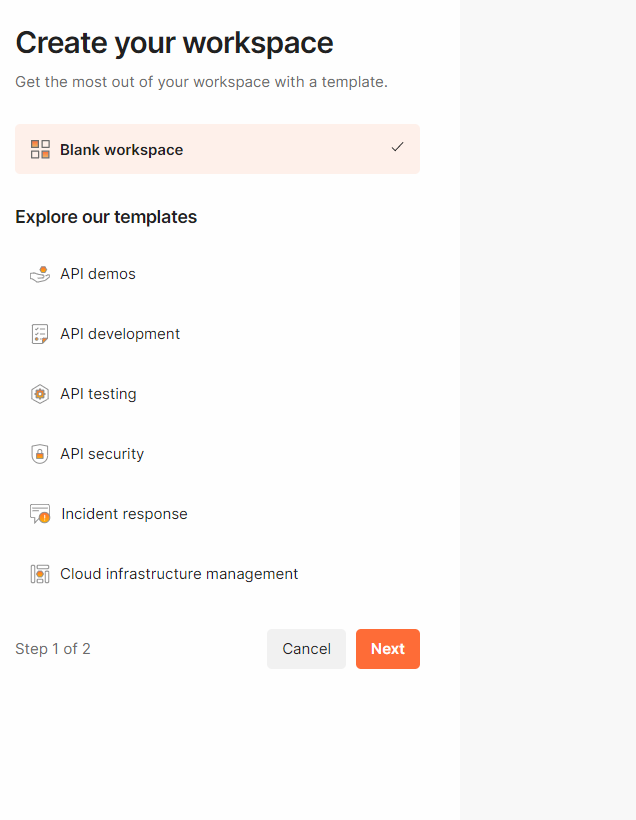 Create your workspace
Get the most out of your workspace with a template.
Blank workspace
Explore our templates
API demos
API development
API testing
API security
Incident response
Cloud infrastructure management
Step 1 of 2
Cancel
Next